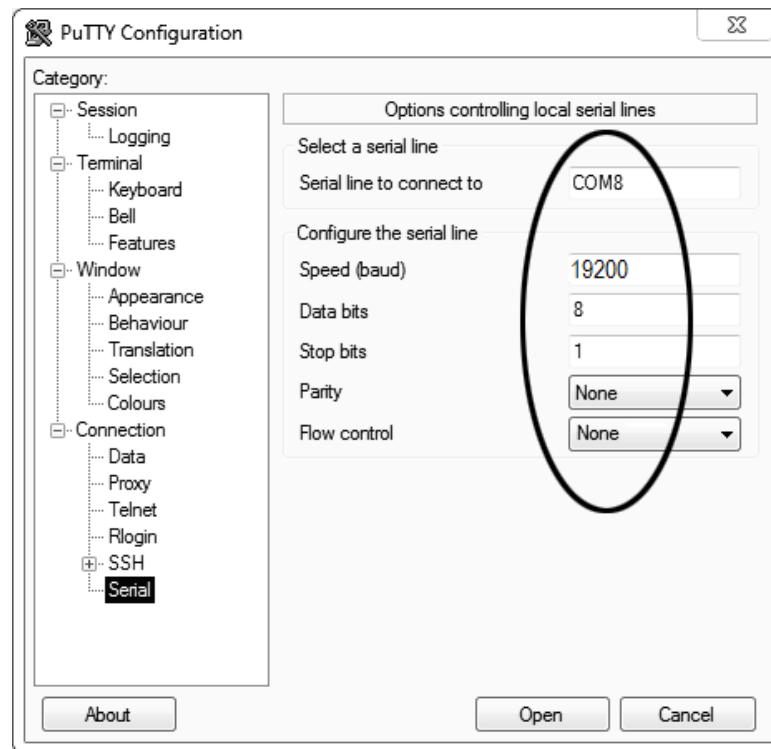 PuTTY Configuration
Category:
Session
Logging
Terminal
Keyboard
Bell
Features
Window
Appearance
Behaviour
Translation
Selection
Colours
Connection
Data
Proxy
Telnet
Rlogin
SSH
Serial
Options controlling local serial lines
Select a serial line
Serial line to connect to COM8
Configure the serial line
Speed (baud) 19200
Data bits 8
Stop bits 1
Parity None
Flow control None
About Open Cancel